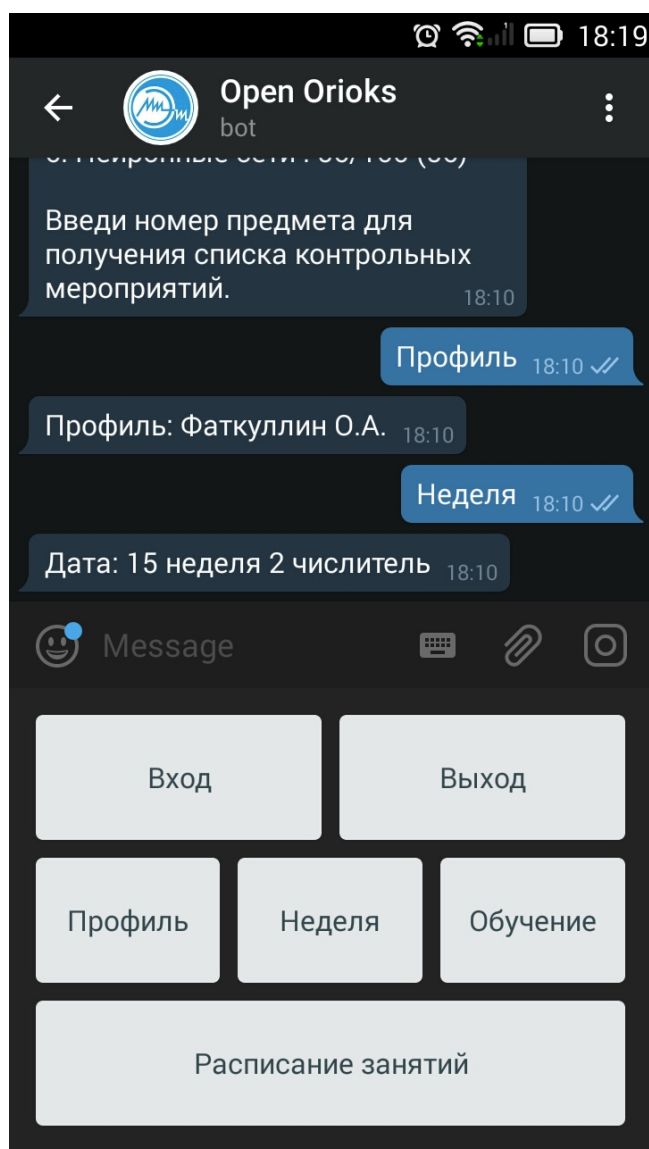 18:19
Open Orioks
bot
Введи номер предмета для
получения списка контрольных
мероприятий. 18:10
Профиль 18:10
Профиль: Фаткуллин О.А. 18:10
Неделя 18:10
Дата: 15 неделя 2 числитель 18:10
Message
Вход Выход
Профиль Неделя Обучение
Расписание занятий